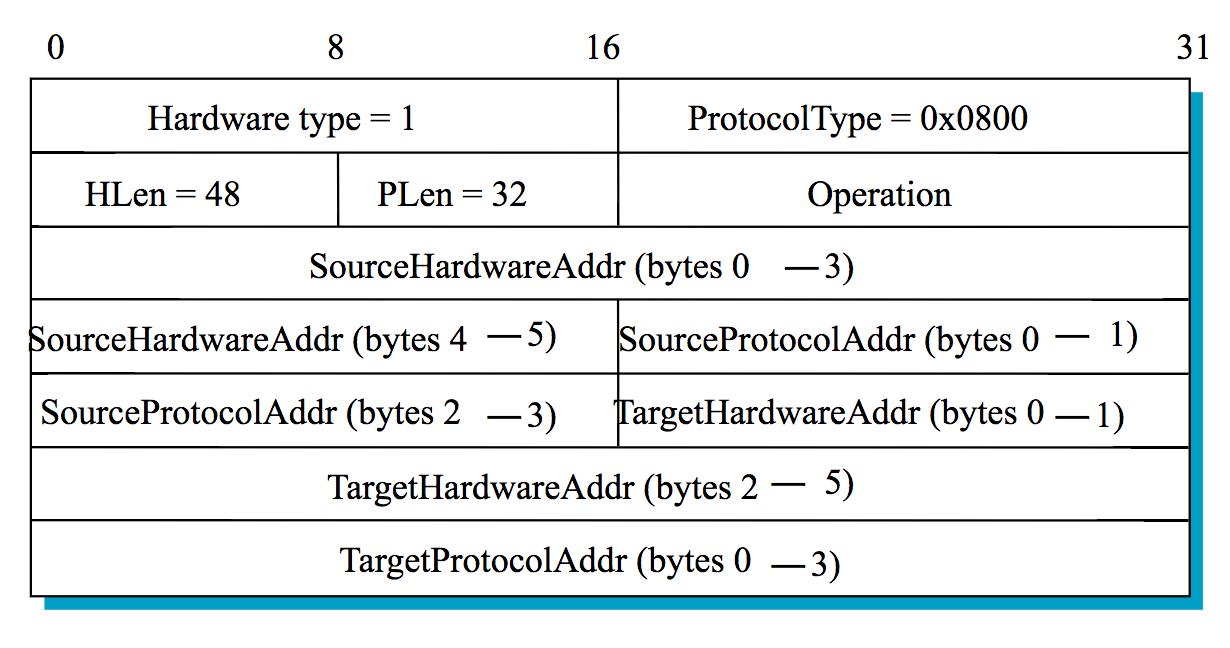 0 8 16 31
Hardware type = 1 ProtocolType = 0x0800
HLen = 48 PLen = 32 Operation
SourceHardwareAddr (bytes 0 — 3)
SourceHardwareAddr (bytes 4 — 5) SourceProtocolAddr (bytes 0 — 1)
SourceProtocolAddr (bytes 2 — 3) TargetHardwareAddr (bytes 0 — 1)
TargetHardwareAddr (bytes 2 — 5)
TargetProtocolAddr (bytes 0 — 3)